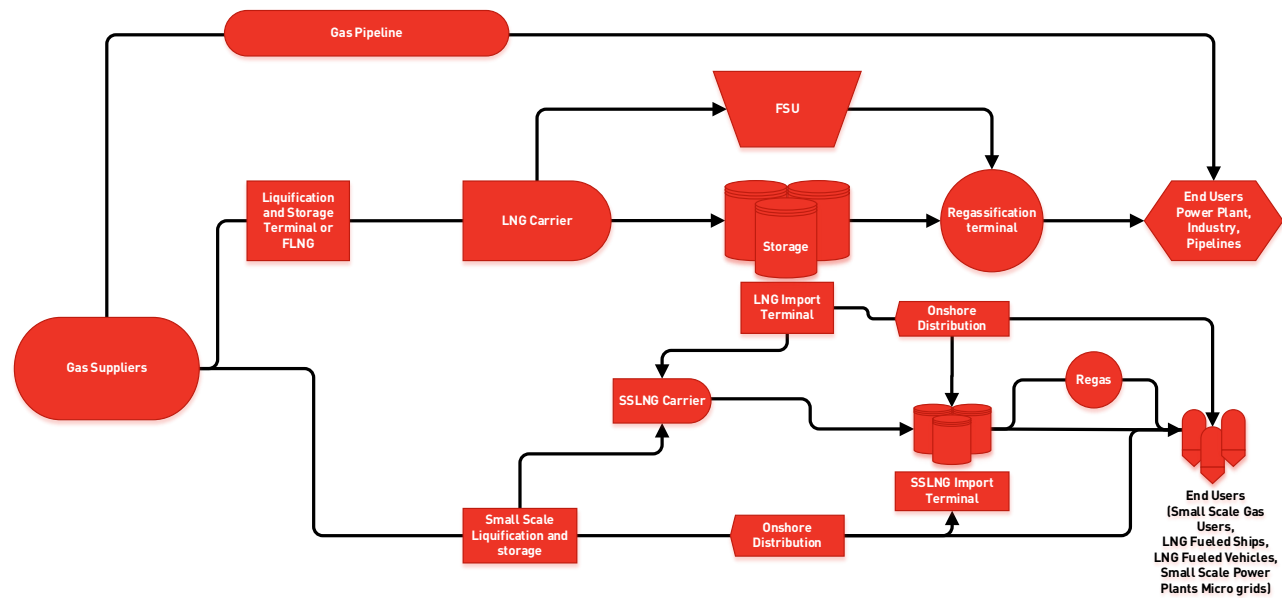 Gas Pipeline
FSU
Liquification
and Storage
Terminal or
FLNG
LNG Carrier
Storage
Regassification
terminal
End Users
Power Plant,
Industry,
Pipelines
LNG Import
Terminal
Onshore
Distribution
Gas Suppliers
Regas
SSLNG Carrier
SSLNG Import
Terminal
Small Scale
Liquification and
storage
Onshore
Distribution
End Users
(Small Scale Gas
Users,
LNG Fueled Ships,
LNG Fueled Vehicles,
Small Scale Power
Plants Micro grids)